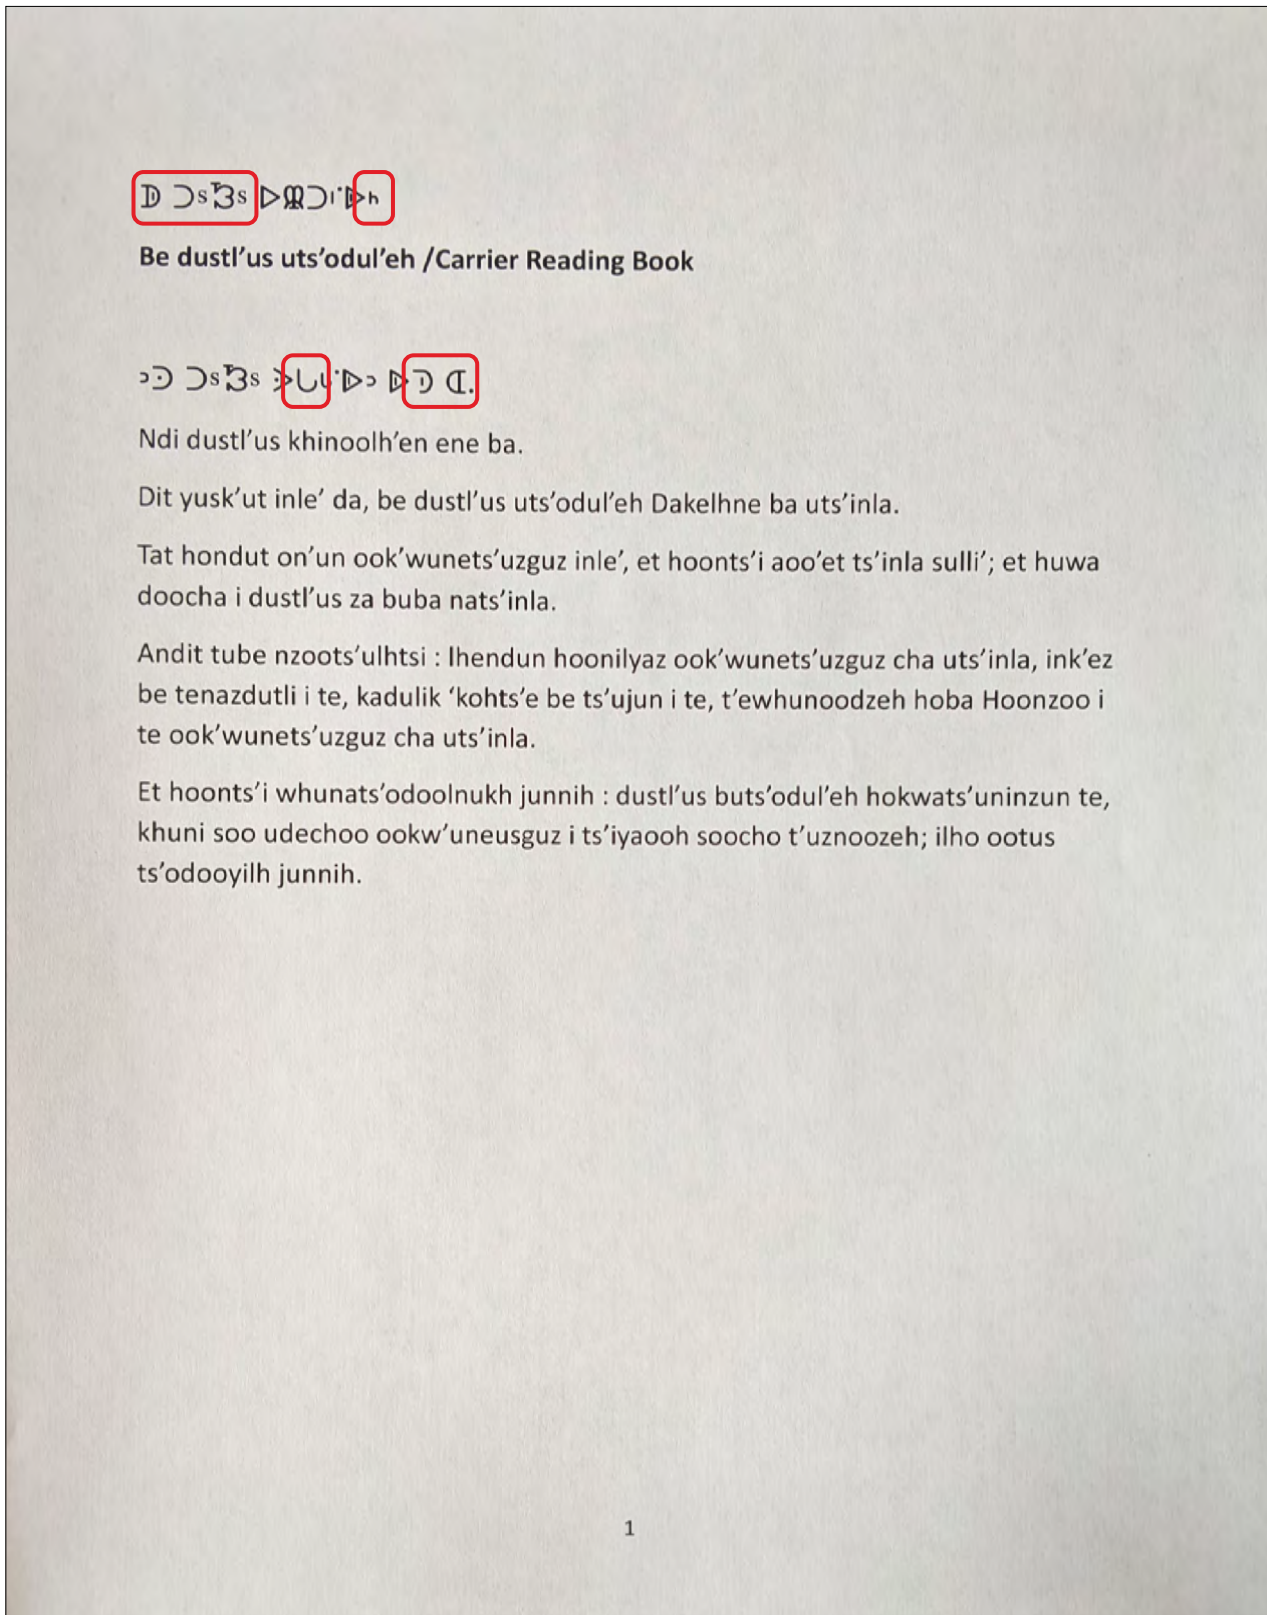 Be dustl'us uts'odul'eh /Carrier Reading Book
Ndi dustl'us khinoolh'en ene ba.
Dit yusk'ut inle' da, be dustl'us uts'odul'eh Dakelhne ba uts'inla.
Tat hondut on'un ook'wunets'uzguz inle', et hoonts'i aoo'et ts'inla sulli'; et huwa
doocha i dustl'us za buba nats'inla.
Andit tube nzoots'ulhtsi : lhendun hoonilyaz ook'wunets'uzguz cha uts'inla, ink'ez
be tenazdutli i te, kadulik 'kohts'e be ts'ujun i te, t'ewhunoodzeh hoba Hoonzoo i
te ook'wunets'uzguz cha uts'inla.
Et hoonts'i whunats'odoolnukh junnih : dustl'us buts'odul'eh hokwats'uninzun te,
khuni soo udechoo ookw'uneusguz i ts'iyaooh soocho t'uznoozeh; ilho ootus
ts'odooyilh junnih.
1